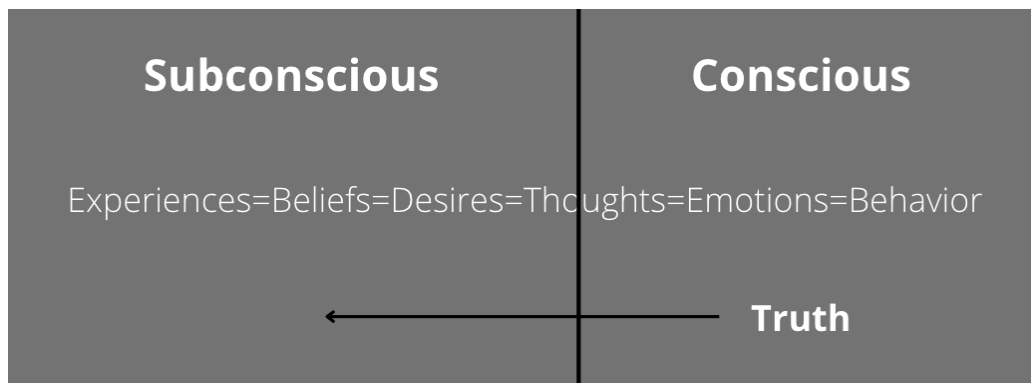 Subconscious
Conscious
Experiences=Beliefs=Desires=Thoughts=Emotions=Behavior
Truth